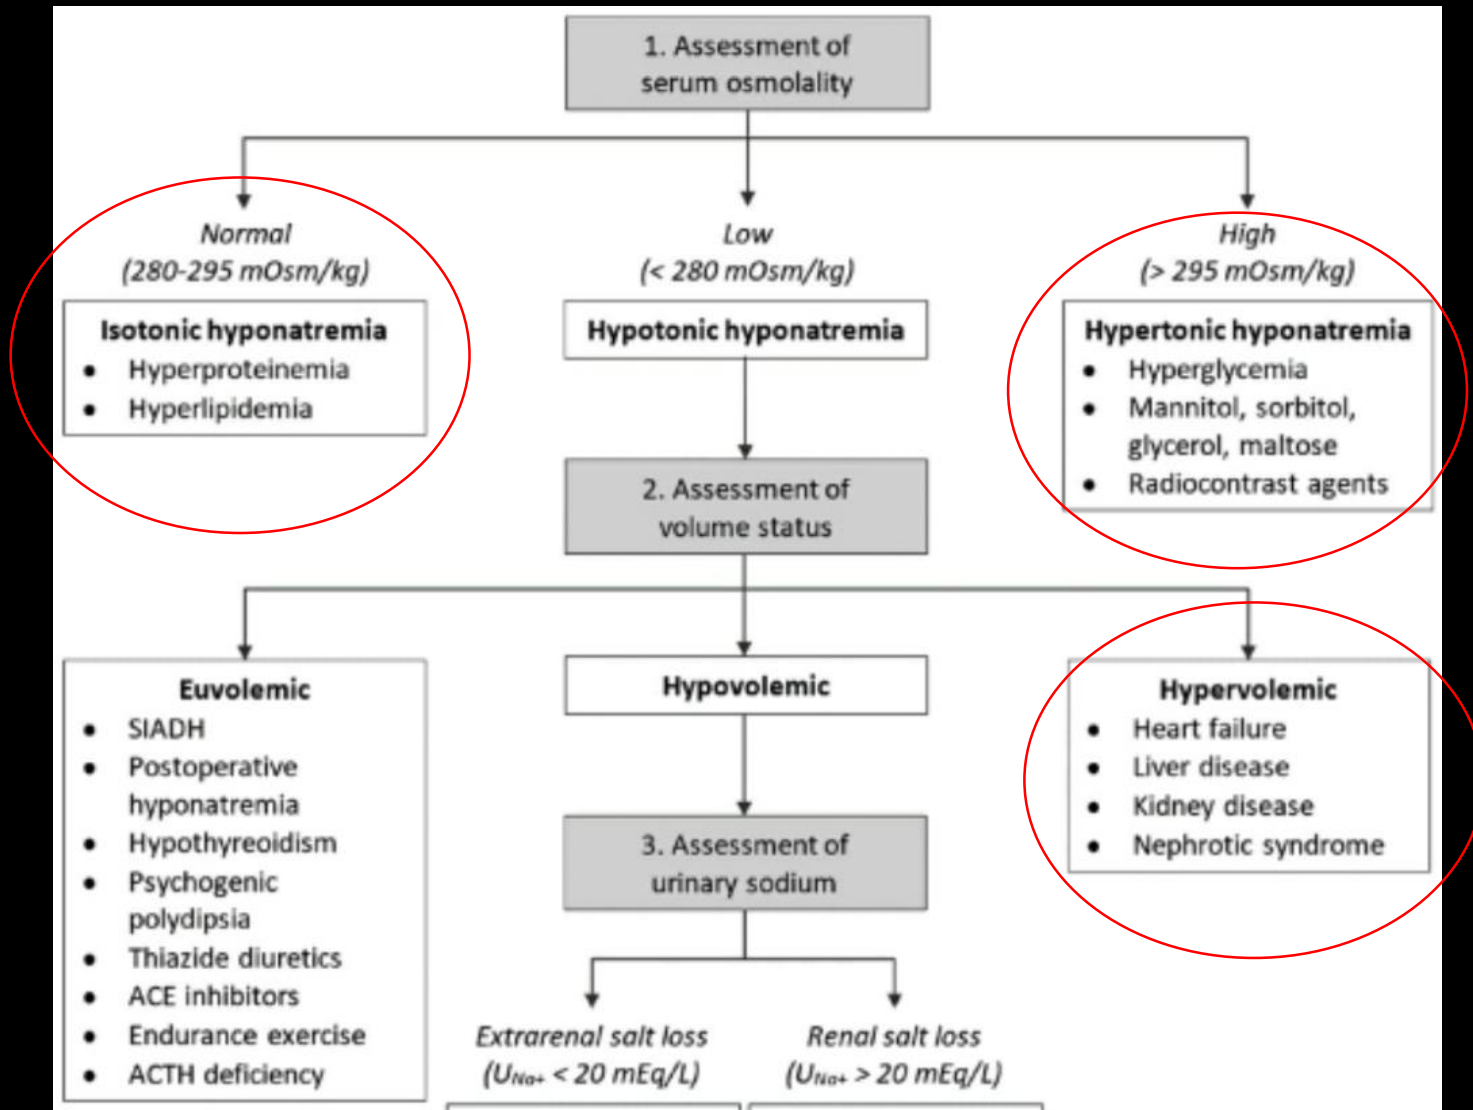 1. Assessment of
serum osmolality
Normal
(280-295 mOsm/kg)
Low
(< 280 mOsm/kg)
High
(> 295 mOsm/kg)
Isotonic hyponatremia
• Hyperproteinemia
• Hyperlipidemia
Hypotonic hyponatremia
Hypertonic hyponatremia
• Hyperglycemia
• Mannitol, sorbitol,
glycerol, maltose
• Radiocontrast agents
2. Assessment of
volume status
Euvolemic
• SIADH
• Postoperative
hyponatremia
• Hypothyreoidism
• Psychogenic
polydipsia
• Thiazide diuretics
• ACE inhibitors
• Endurance exercise
• ACTH deficiency
Hypovolemic
Hypervolemic
• Heart failure
• Liver disease
• Kidney disease
• Nephrotic syndrome
3. Assessment of
urinary sodium
Extrarenal salt loss
(UNa+ < 20 mEq/L)
Renal salt loss
(UNa+ > 20 mEq/L)